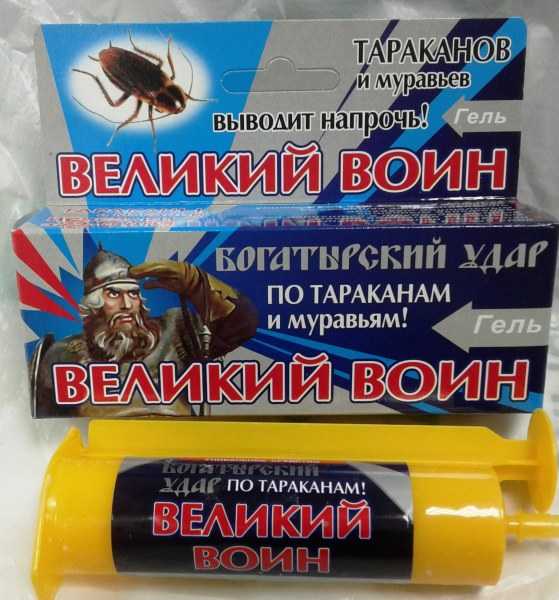 ТАРАКАНОВ
и муравьев
выводит напрочь!
Гель
ВЕЛИКИЙ ВОИН
БОГАТЫРСКИЙ УДАР
ПО ТАРАКАНАМ
и муравьям!
Гель
ВЕЛИКИЙ ВОИН
БОГАТЫРСКИЙ
УДАР ПО ТАРАКАНАМ!
ВЕЛИКИЙ
ВОИН